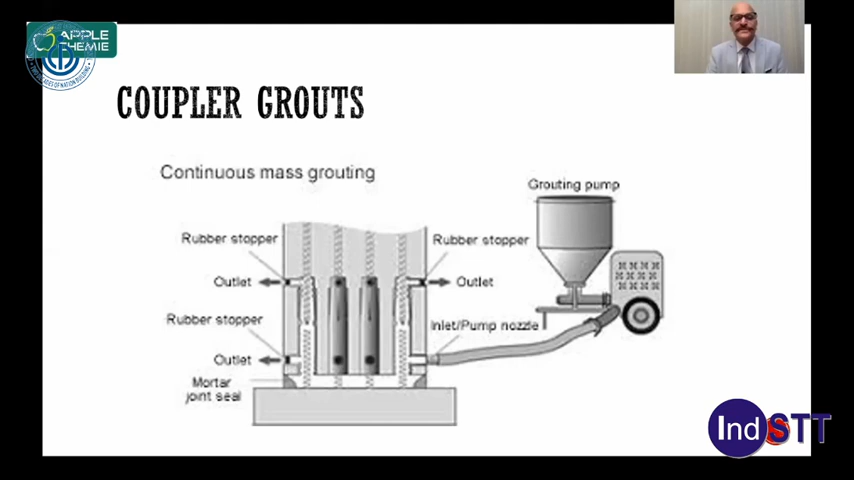 APPLE
CHEMIE
COUPLER GROUTS
Continuous mass grouting
Grouting pump
Rubber stopper
Rubber stopper
Outlet
Outlet
Rubber stopper
Inlet/Pump nozzle
Outlet
Mortar
joint seal
IndSTT